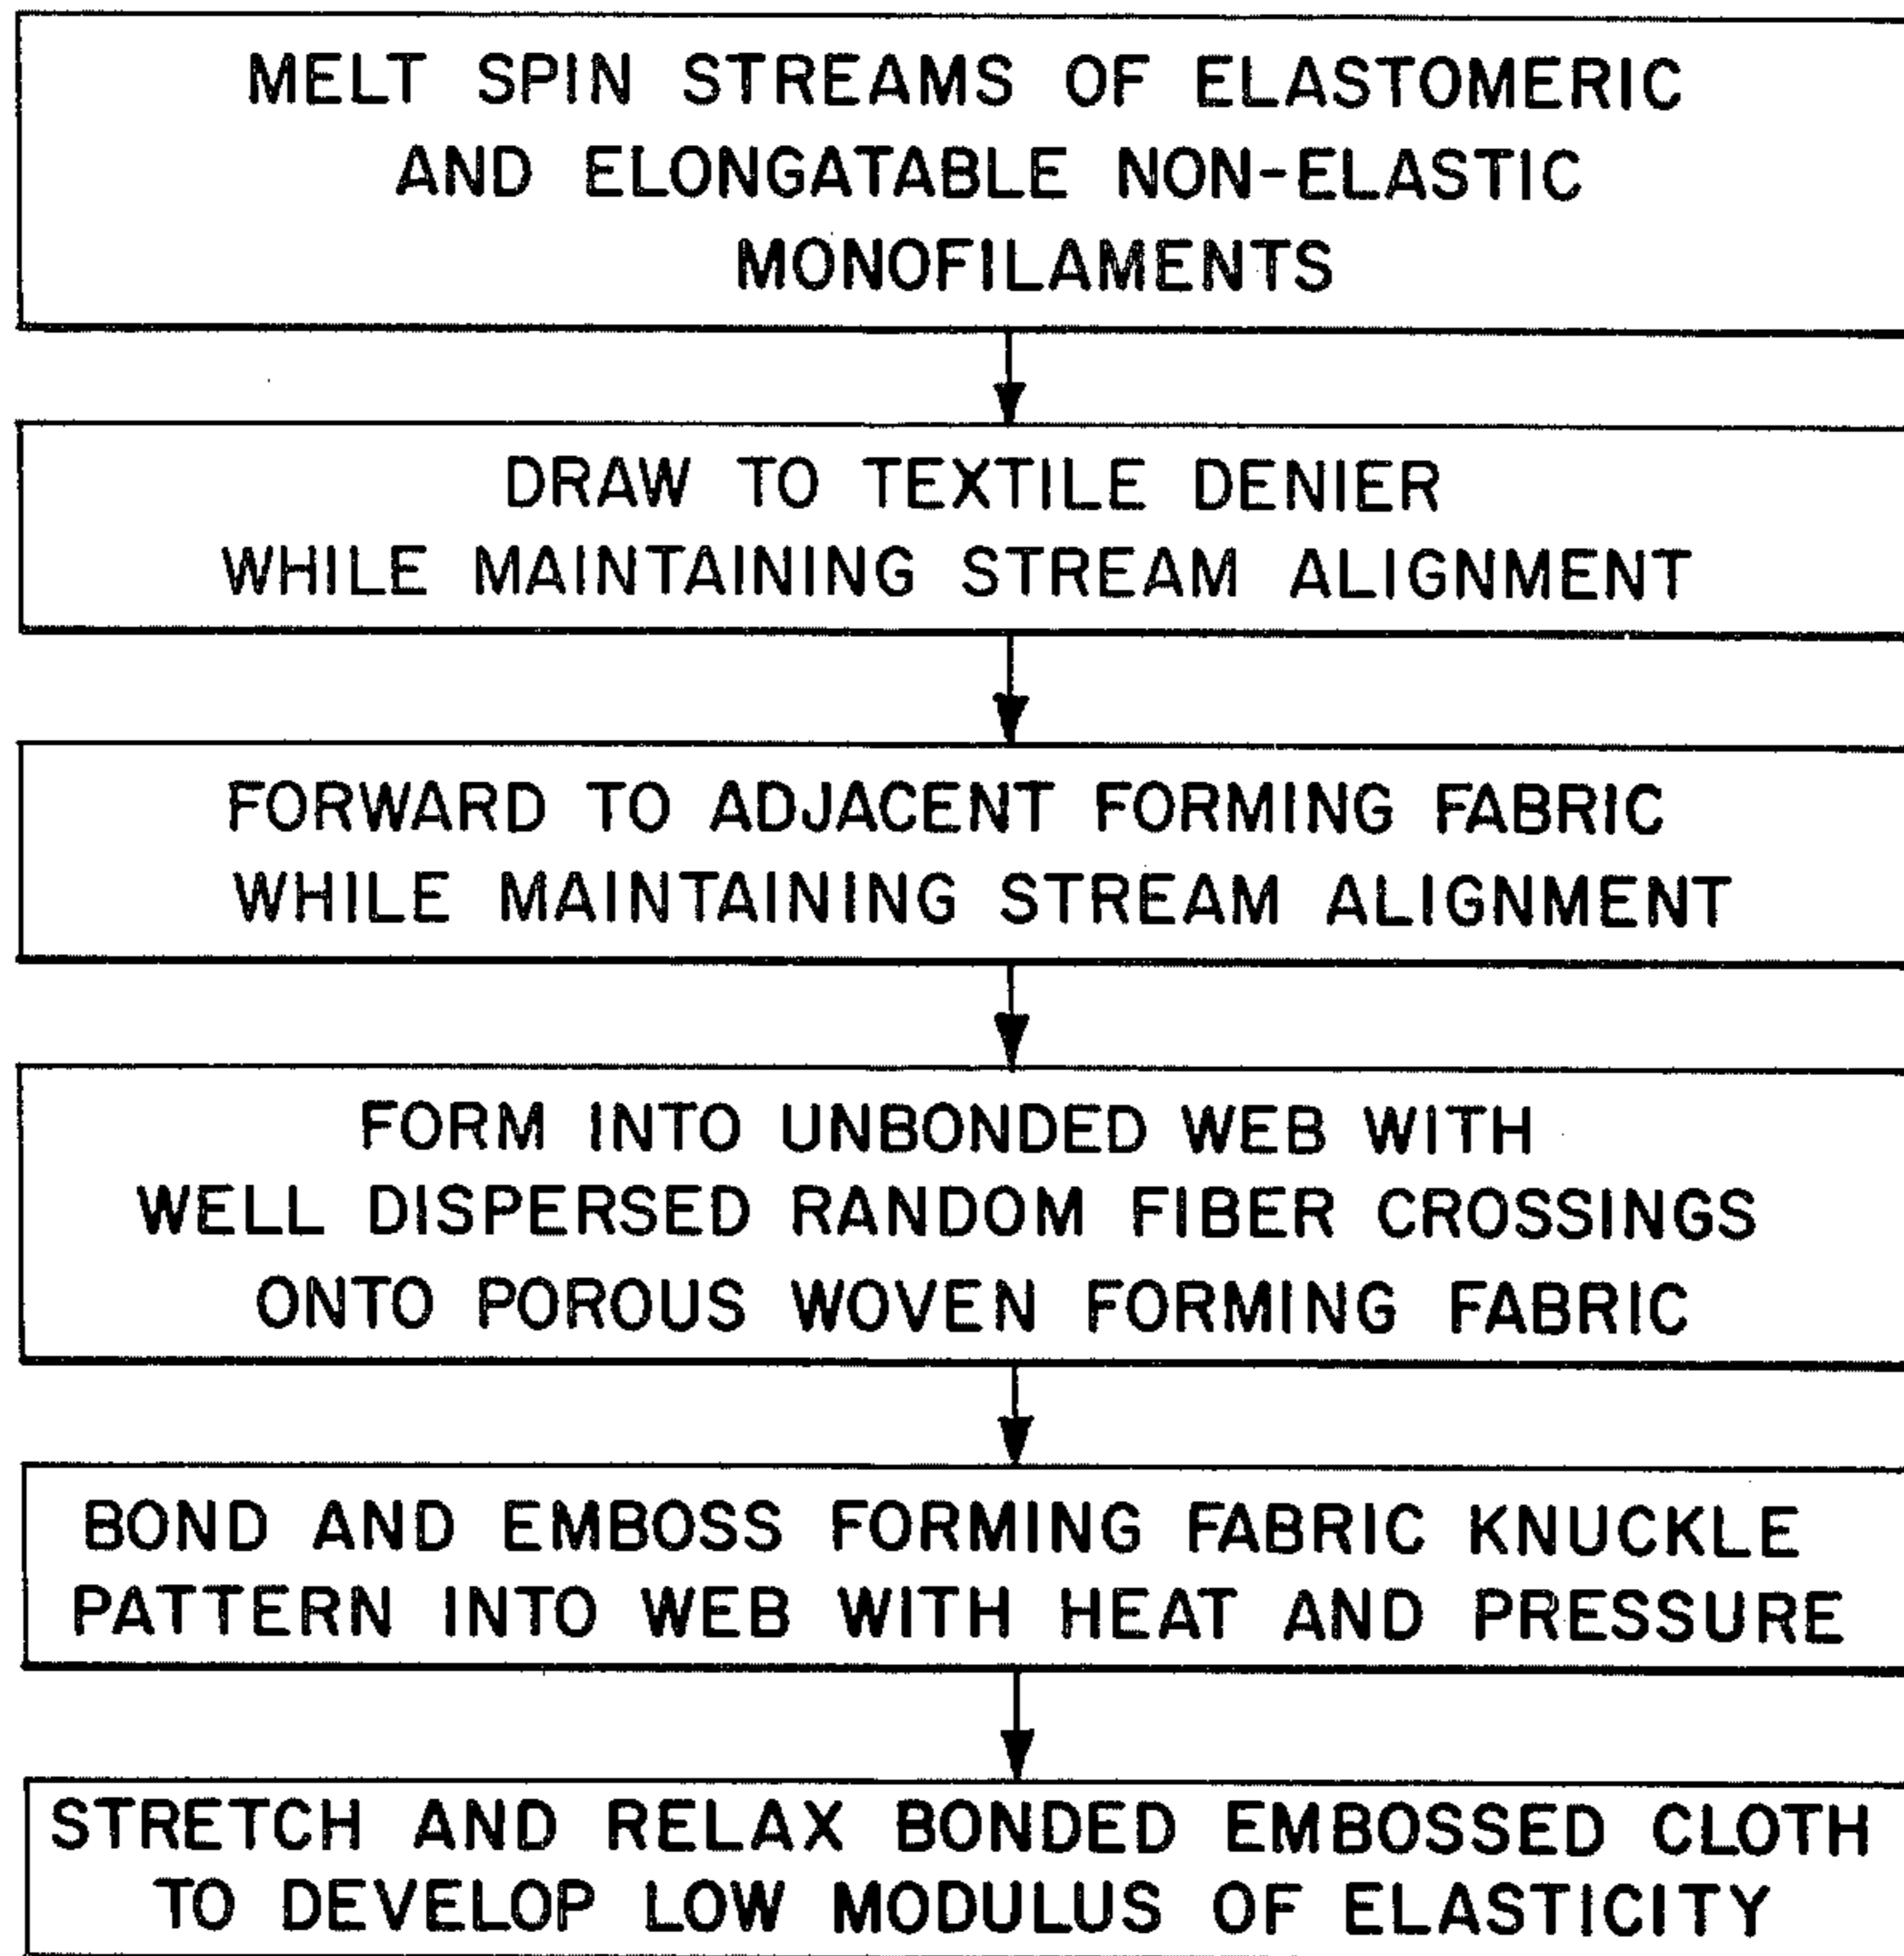 MELT SPIN STREAMS OF ELASTOMERIC
AND ELONGATABLE NON-ELASTIC
MONOFILAMENTS
DRAW TO TEXTILE DENIER
WHILE MAINTAINING STREAM ALIGNMENT
FORWARD TO ADJACENT FORMING FABRIC
WHILE MAINTAINING STREAM ALIGNMENT
FORM INTO UNBONDED WEB WITH
WELL DISPERSED RANDOM FIBER CROSSINGS
ONTO POROUS WOVEN FORMING FABRIC
BOND AND EMBOSS FORMING FABRIC KNUCKLE
PATTERN INTO WEB WITH HEAT AND PRESSURE
STRETCH AND RELAX BONDED EMBOSSED CLOTH
TO DEVELOP LOW MODULUS OF ELASTICITY